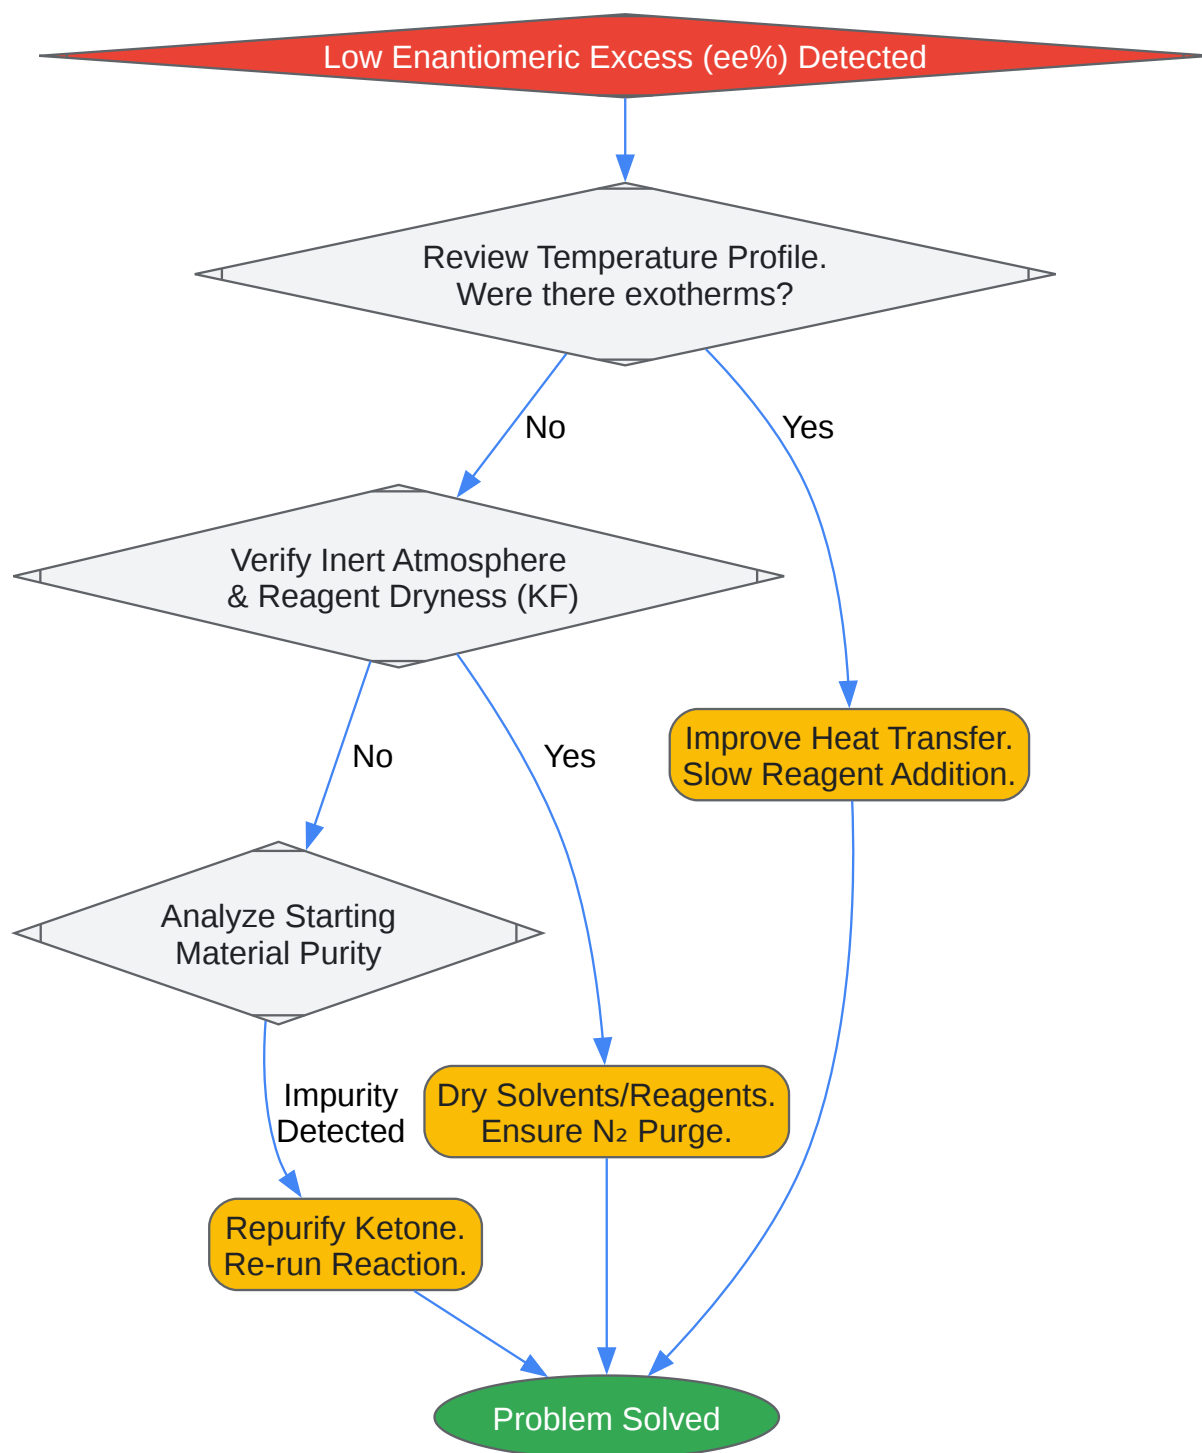 Low Enantiomeric Excess (ee%) Detected
Review Temperature Profile.
Were there exotherms?
No
Yes
Verify Inert Atmosphere
& Reagent Dryness (KF)
No
Yes
Improve Heat Transfer.
Slow Reagent Addition.
Analyze Starting
Material Purity
Impurity
Detected
Dry Solvents/Reagents.
Ensure N₂ Purge.
Repurify Ketone.
Re-run Reaction.
Problem Solved